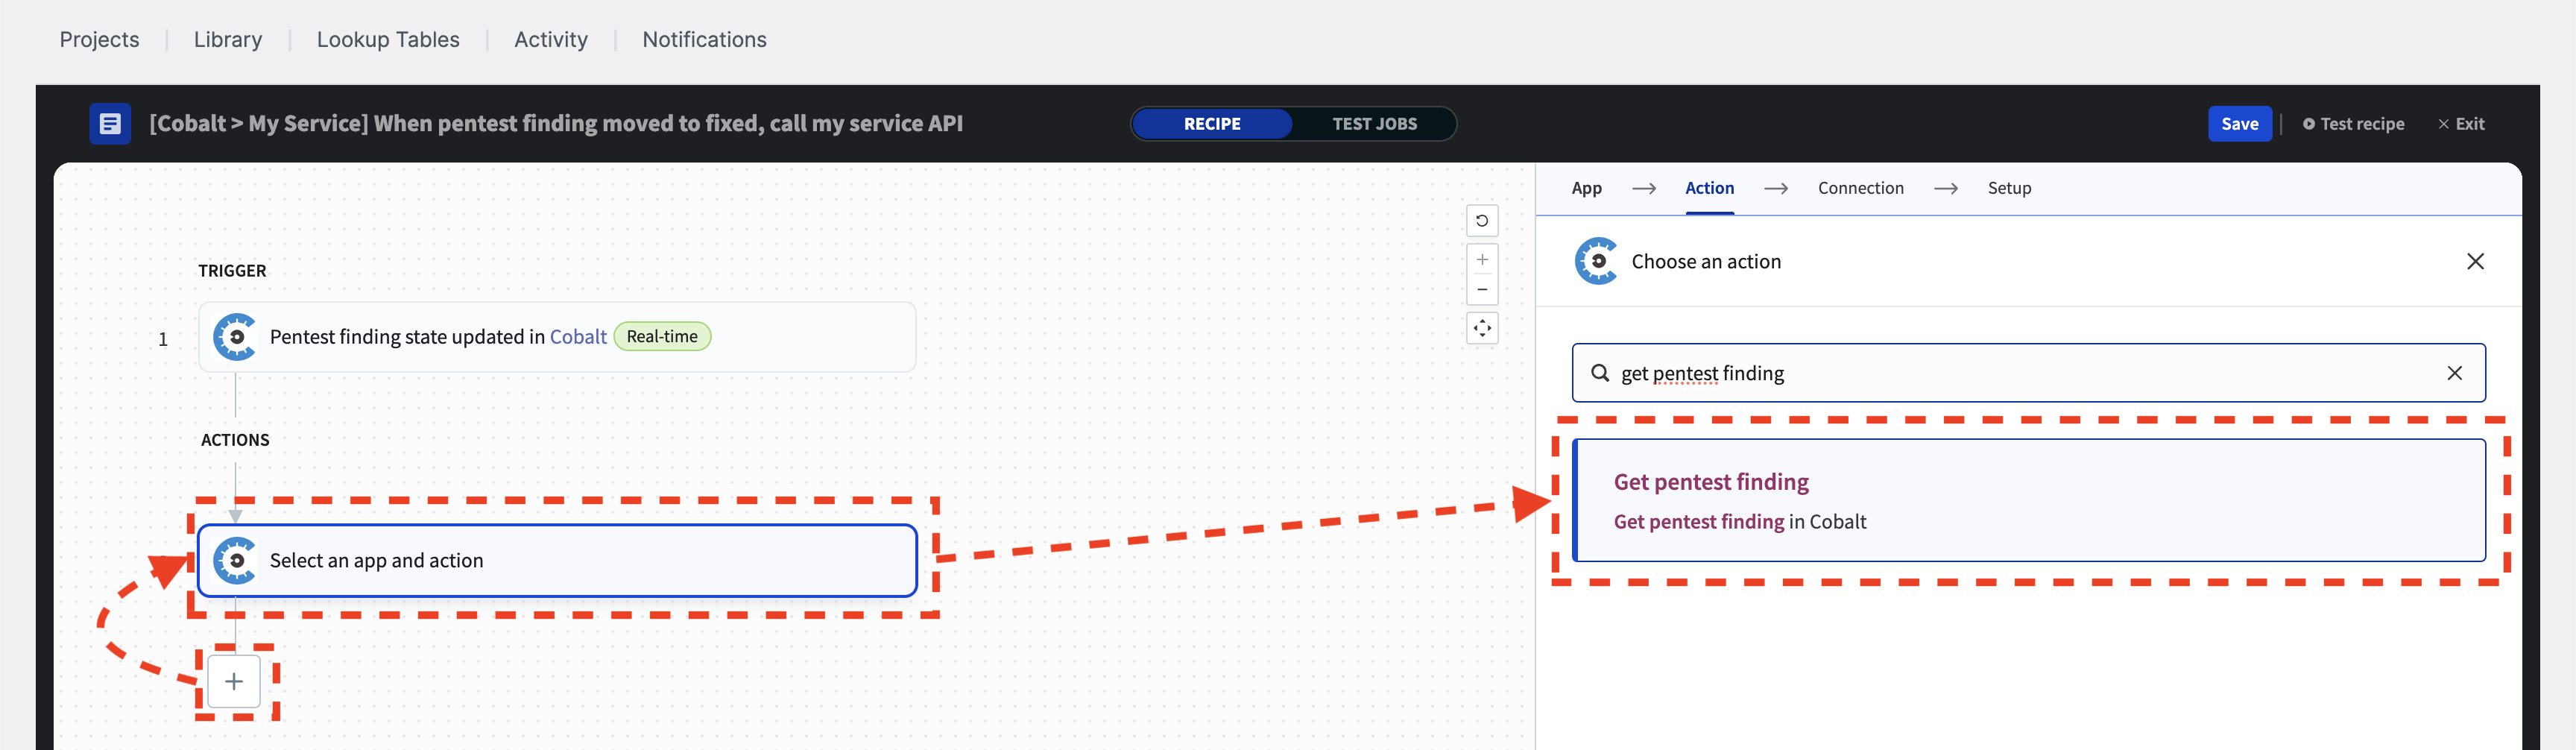 Projects | Library | Lookup Tables | Activity | Notifications
[Cobalt > My Service] When pentest finding moved to fixed, call my service API
RECIPE TEST JOBS
Save | Test recipe × Exit
App → Action → Connection → Setup
Choose an action
TRIGGER
1 Pentest finding state updated in Cobalt Real-time
get pentest finding
ACTIONS
Get pentest finding
Get pentest finding in Cobalt
Select an app and action